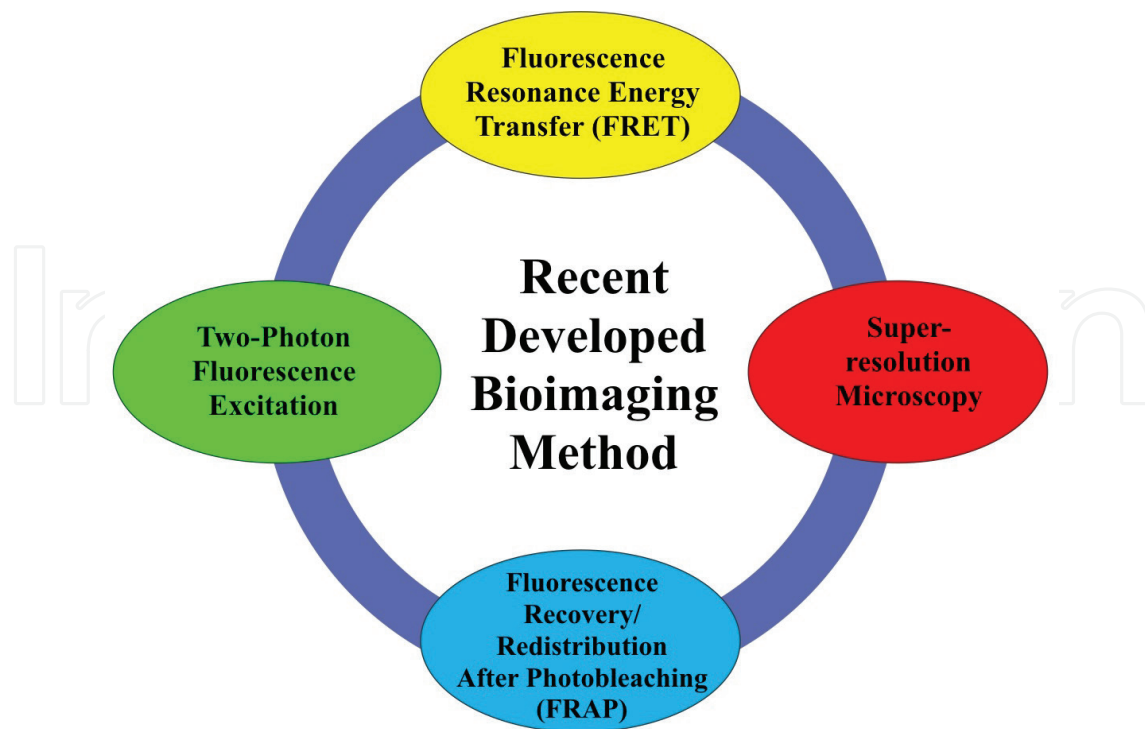 Fluorescence
Resonance Energy
Transfer (FRET)
Recent
Developed
Bioimaging
Method
Two-Photon
Fluorescence
Excitation
Super-
resolution
Microscopy
Fluorescence
Recovery/
Redistribution
After Photobleaching
(FRAP)